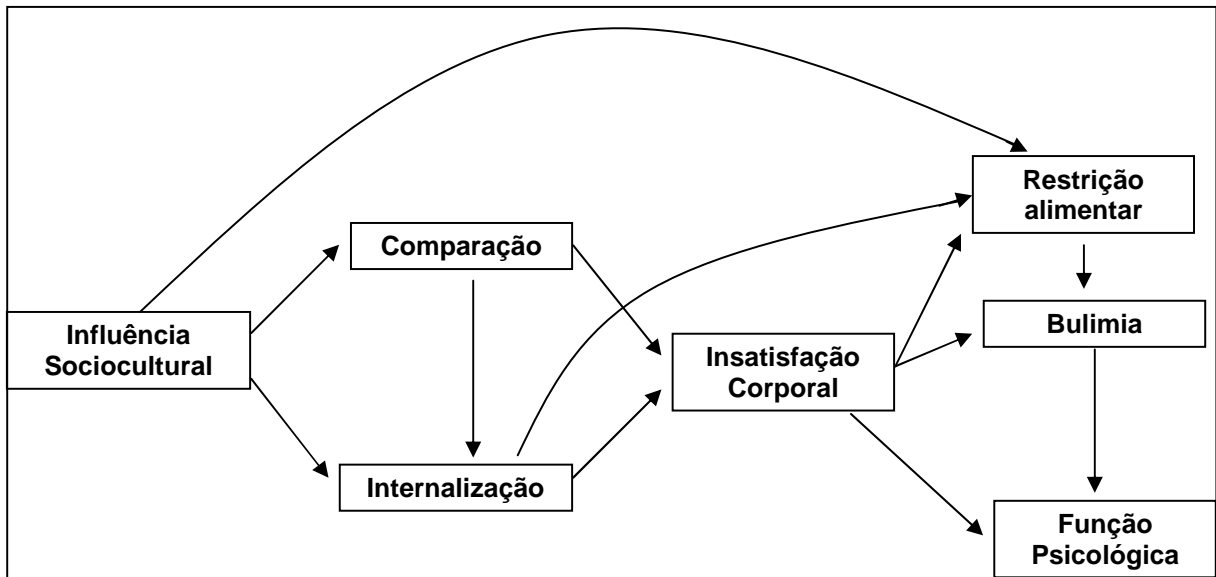 Restrição
alimentar
Comparação
Influência
Sociocultural
Bulimia
Insatisfação
Corporal
Internalização
Função
Psicológica